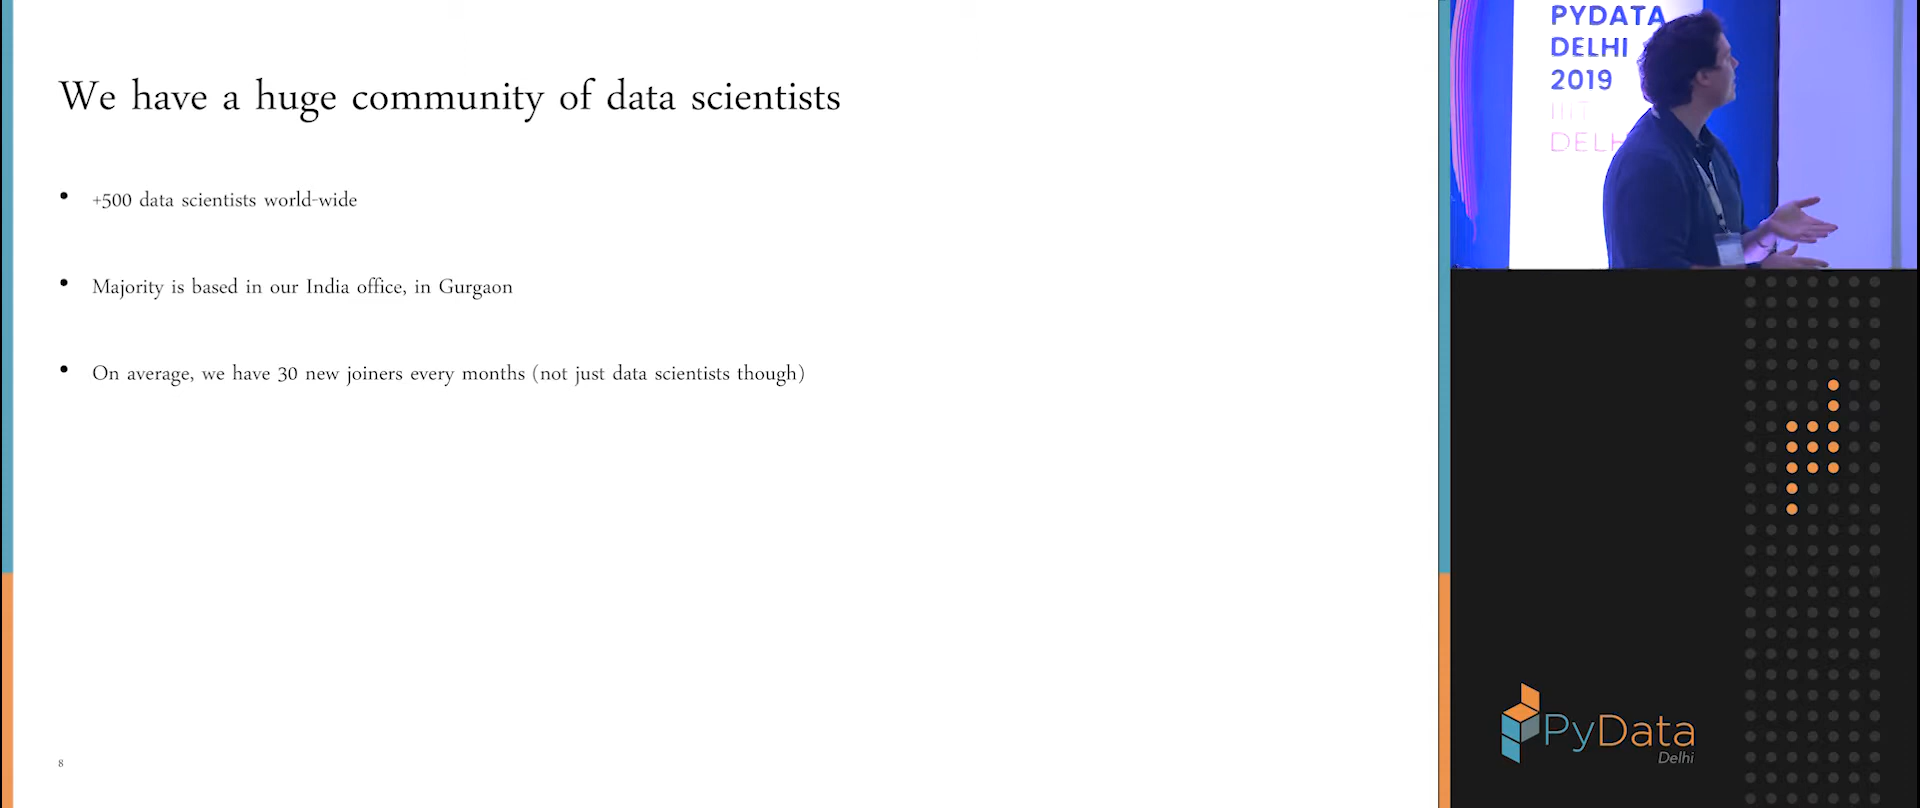 We have a huge community of data scientists
• +500 data scientists world-wide
• Majority is based in our India office, in Gurgaon
• On average, we have 30 new joiners every months (not just data scientists though)
8
PYDATA
DELHI
2019
IIIT
DELH
PyData
Delhi